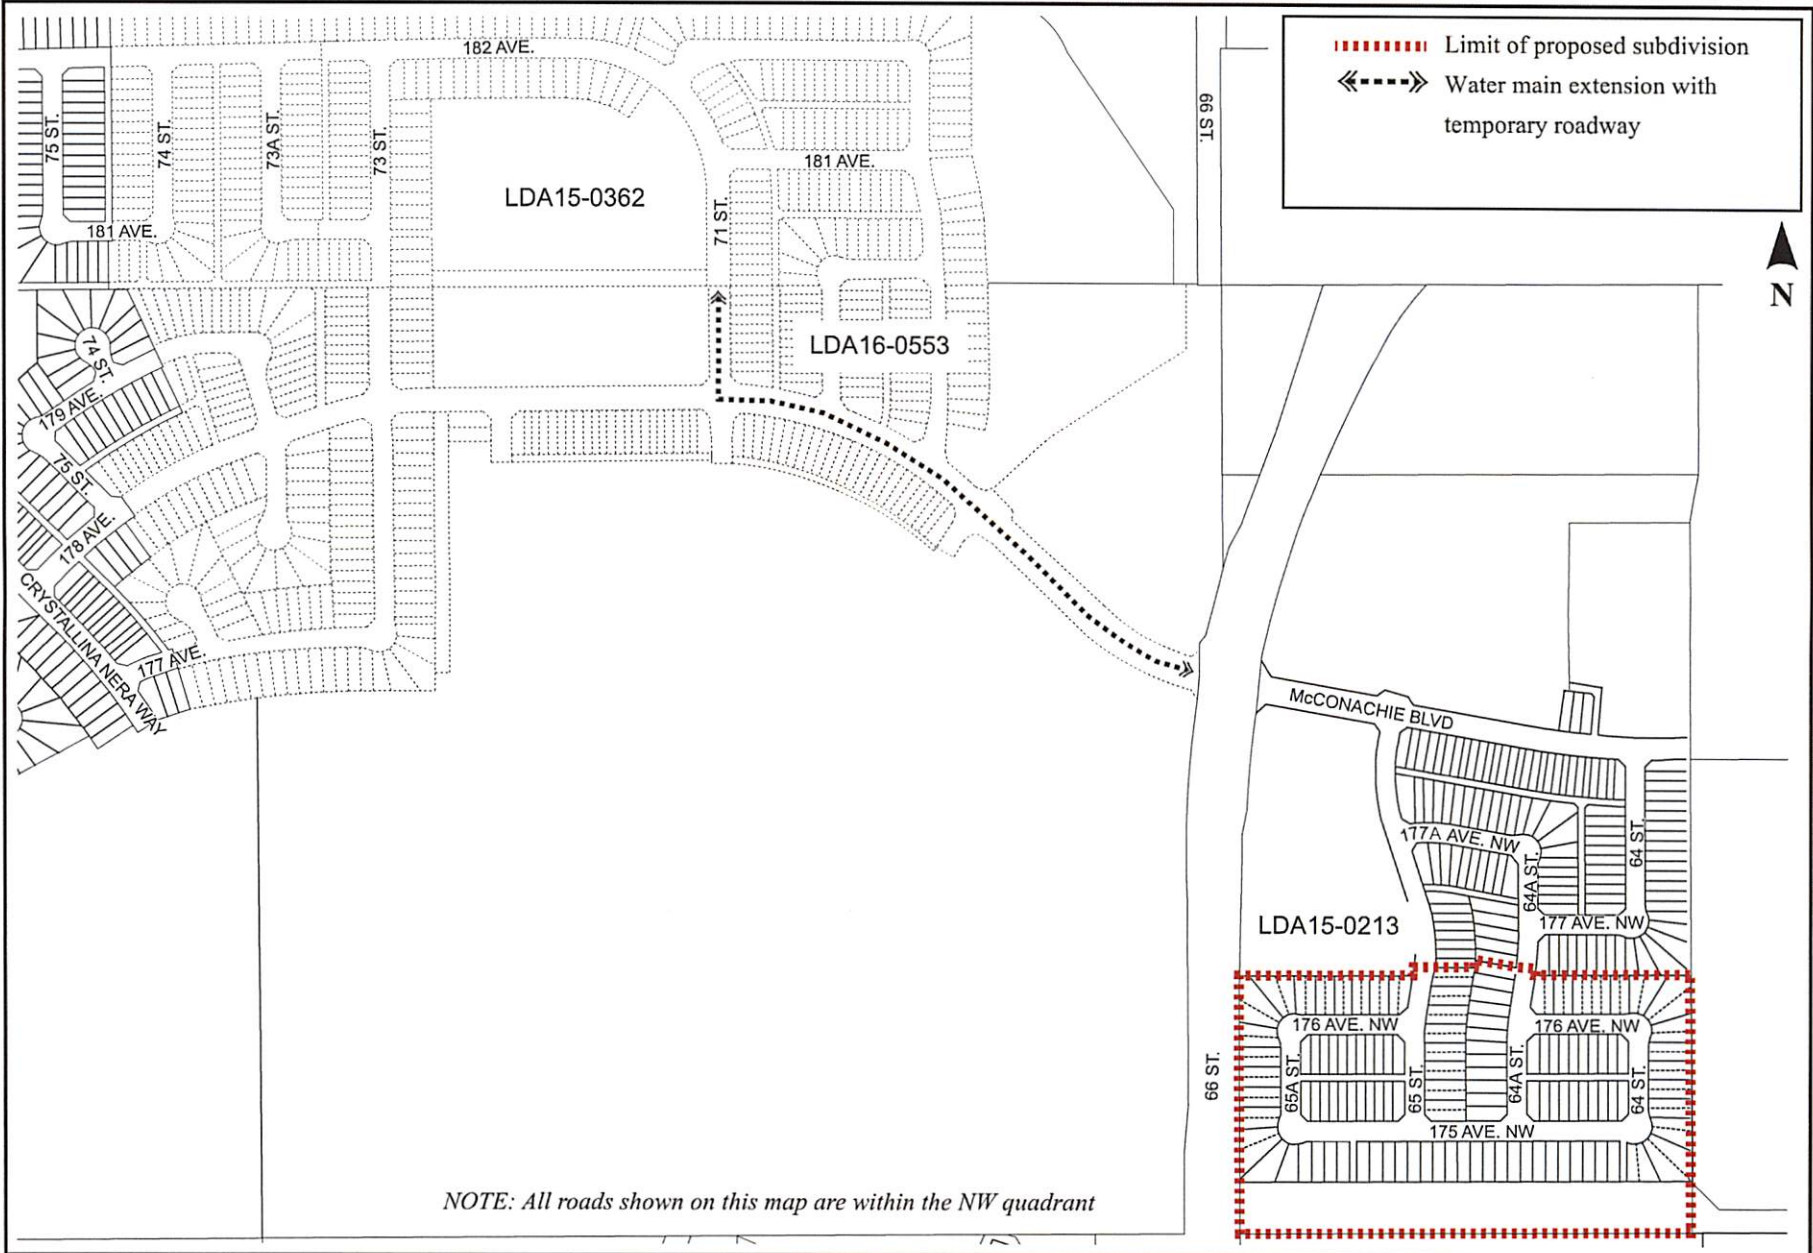 Limit of proposed subdivision
Water main extension with
temporary roadway
N
182 AVE.
66 ST.
75 ST.
74 ST.
73A ST.
73 ST.
181 AVE.
LDA15-0362
71 ST.
181 AVE.
LDA16-0553
74 ST.
179 AVE.
75 ST.
178 AVE.
CRYSTALLINA NERA WAY
177 AVE.
McCONACHIE BLVD
177A AVE. NW
64A ST.
64 ST.
LDA15-0213
177 AVE. NW
176 AVE. NW
176 AVE. NW
66 ST.
65A ST.
65 ST.
64A ST.
64 ST.
175 AVE. NW
NOTE: All roads shown on this map are within the NW quadrant